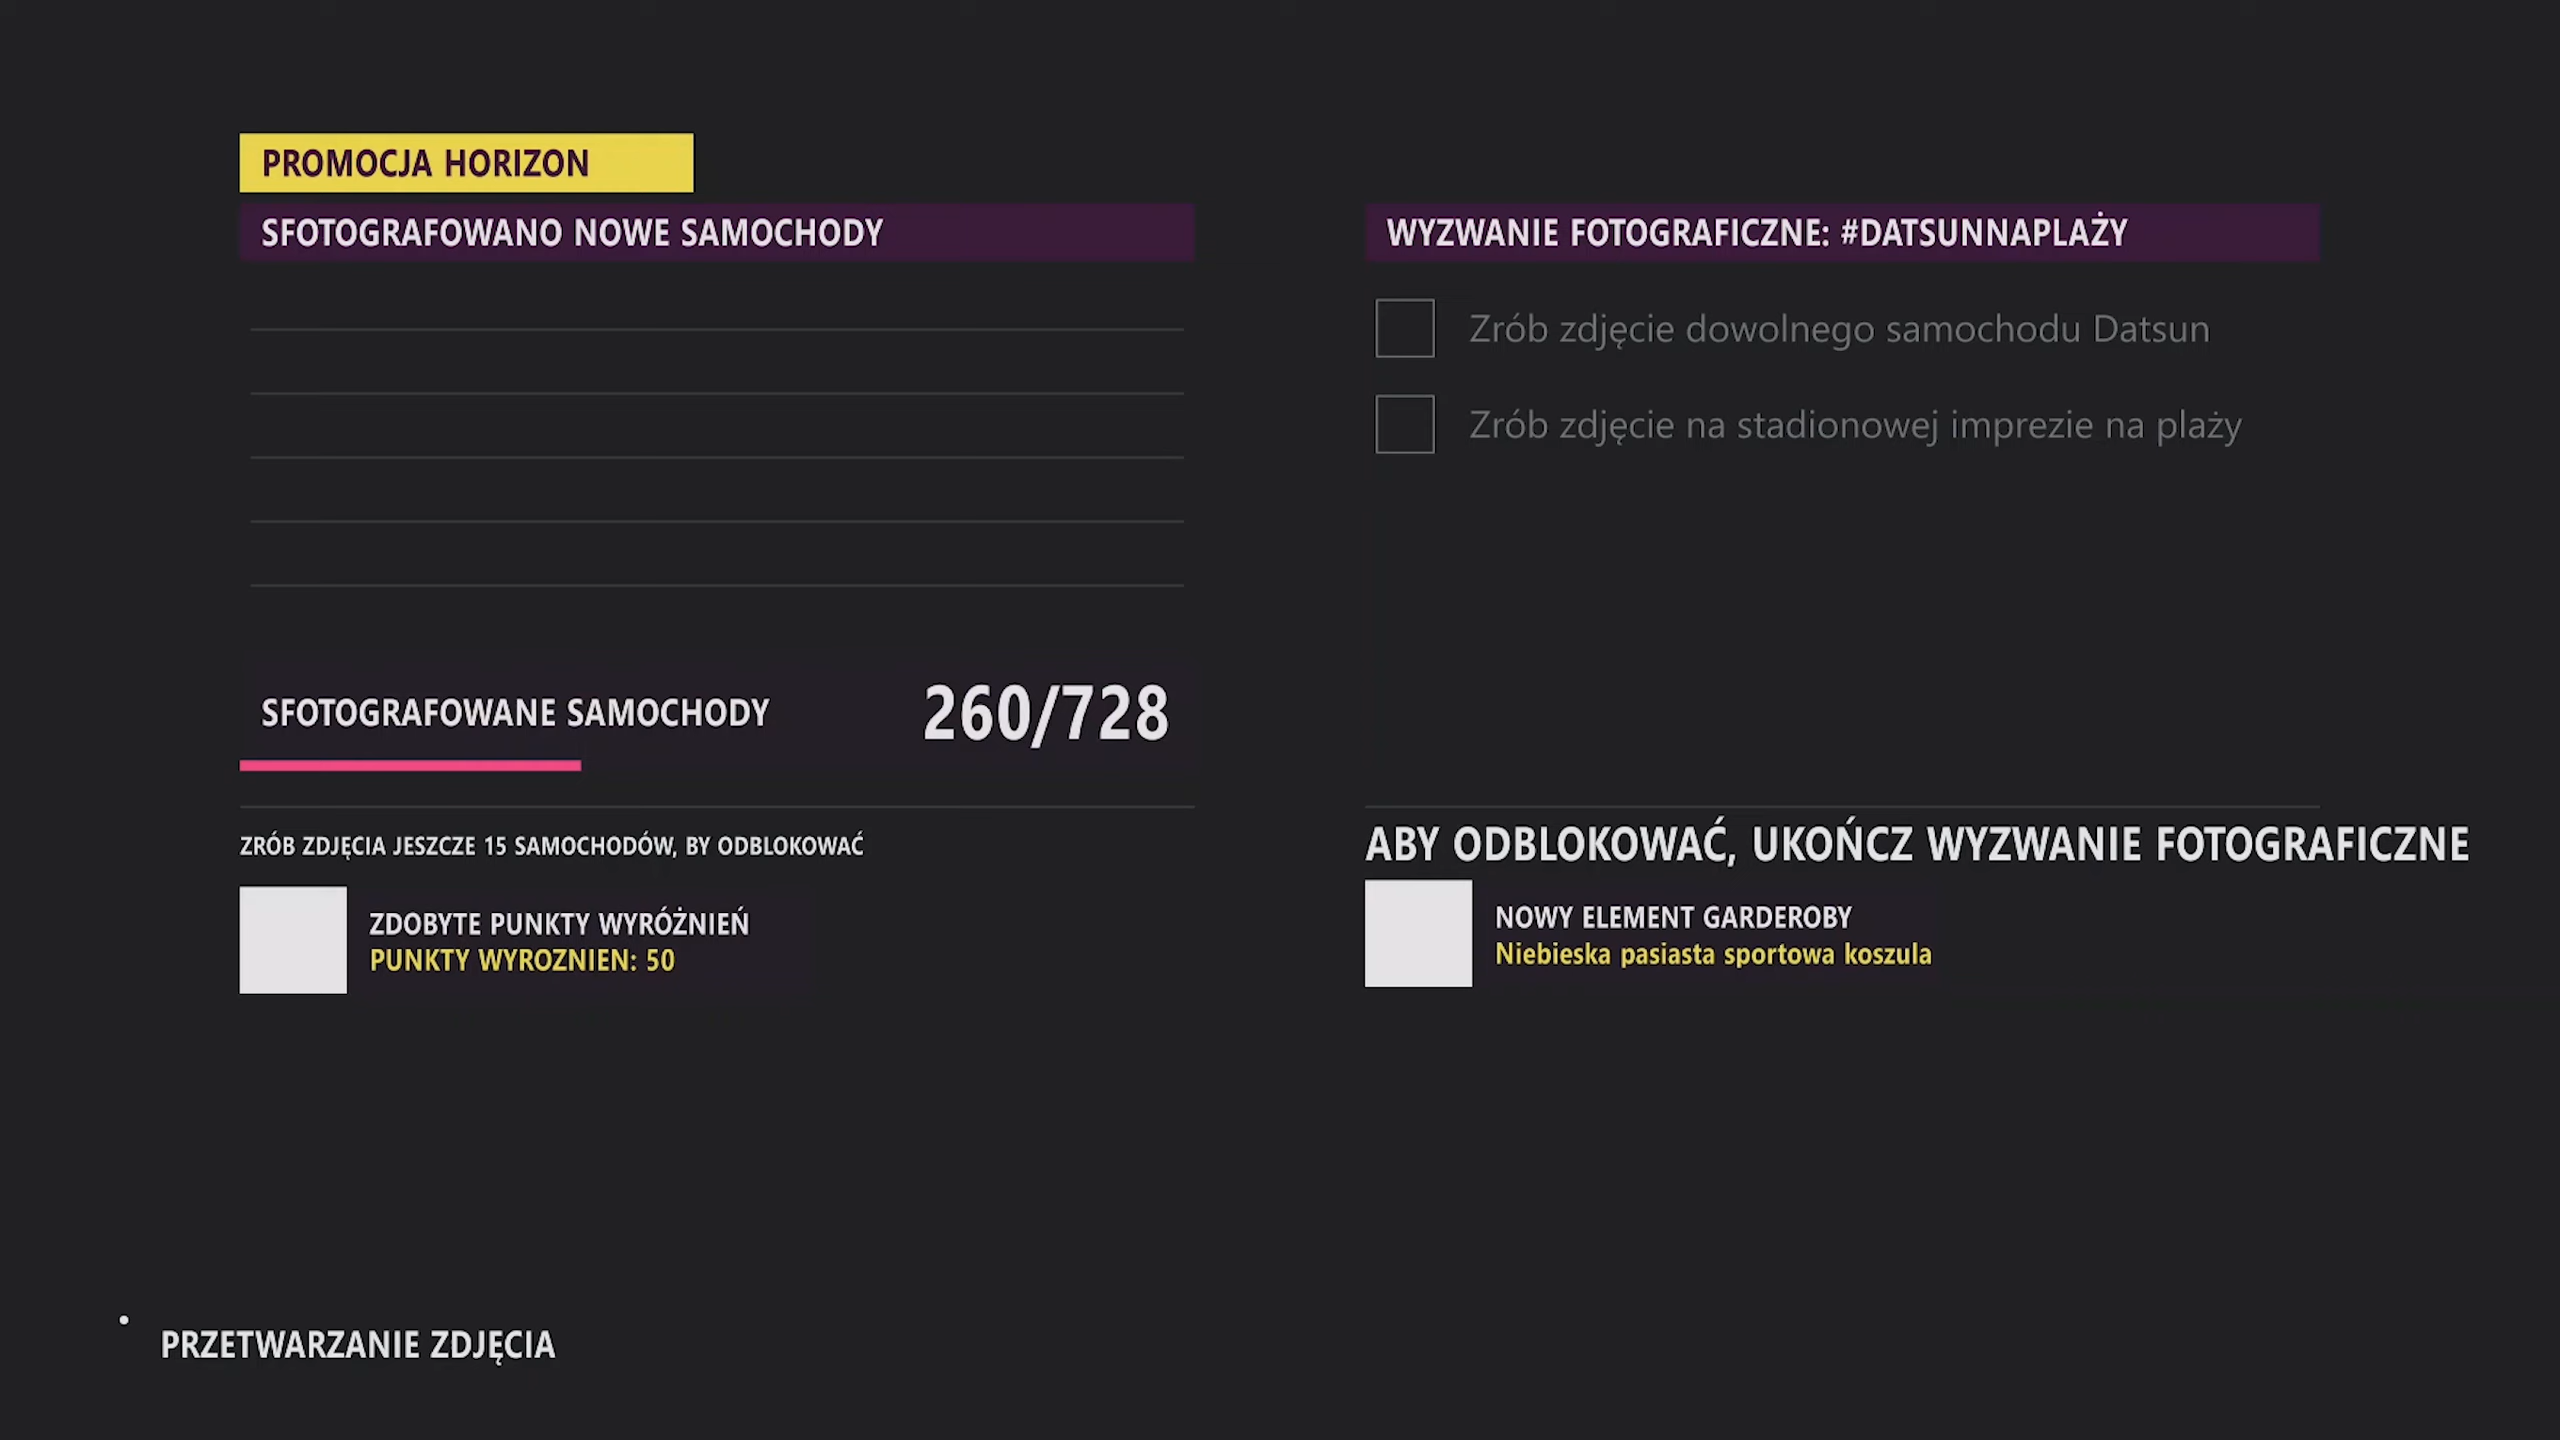 PROMOCJA HORIZON
SFOTOGRAFOWANO NOWE SAMOCHODY
SFOTOGRAFOWANE SAMOCHODY 260/728
ZRÓB ZDJĘCIA JESZCZE 15 SAMOCHODÓW, BY ODBLOKOWAĆ
ZDOBYTE PUNKTY WYRÓŻNIEŃ
PUNKTY WYROZNIEN: 50
WYZWANIE FOTOGRAFICZNE: #DATSUNNAPLAŻY
Zrób zdjęcie dowolnego samochodu Datsun
Zrób zdjęcie na stadionowej imprezie na plaży
ABY ODBLOKOWAĆ, UKOŃCZ WYZWANIE FOTOGRAFICZNE
NOWY ELEMENT GARDEROBY
Niebieska pasiasta sportowa koszula
PRZETWARZANIE ZDJĘCIA